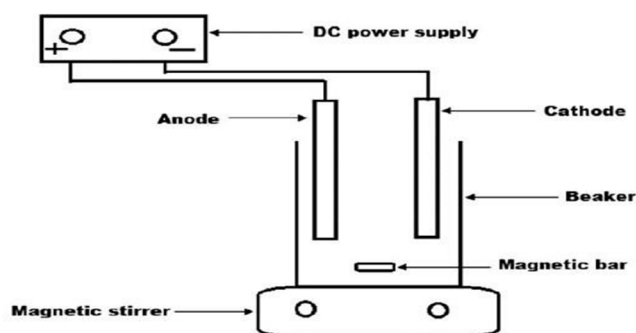 DC power supply
+ −
Anode
Cathode
Beaker
Magnetic bar
Magnetic stirrer